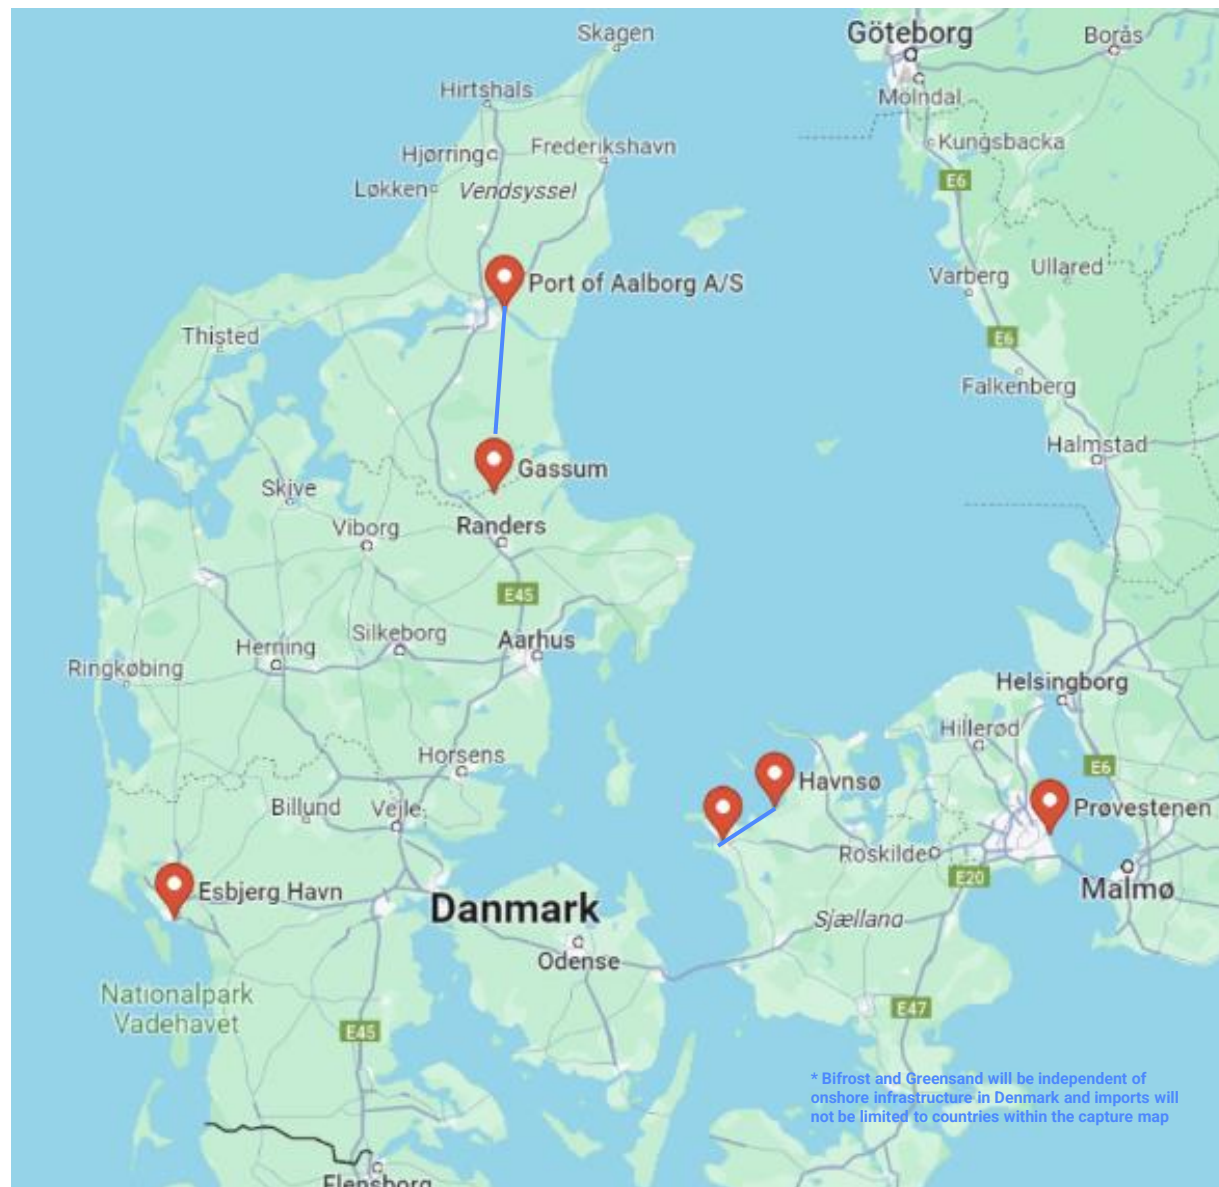 Skagen
Göteborg
Borås
Hirtshals
Mölndal
Hjørring
Frederikshavn
Kungsbacka
Løkken
Vendsyssel
E6
Port of Aalborg A/S
Varberg
Ullared
Thisted
E6
Falkenberg
Halmstad
Gassum
Skive
Viborg
Randers
E45
Silkeborg
Aarhus
Herning
Ringkøbing
Helsingborg
Hillerød
Horsens
E6
Havnsø
Billund
Vejle
Prøvestenen
Roskilde
E20
Malmø
Esbjerg Havn
Danmark
Sjælland
Odense
Nationalpark
Vadehavet
E45
E47
* Bifrost and Greensand will be independent of
onshore infrastructure in Denmark and imports will
not be limited to countries within the capture map
Flensborg